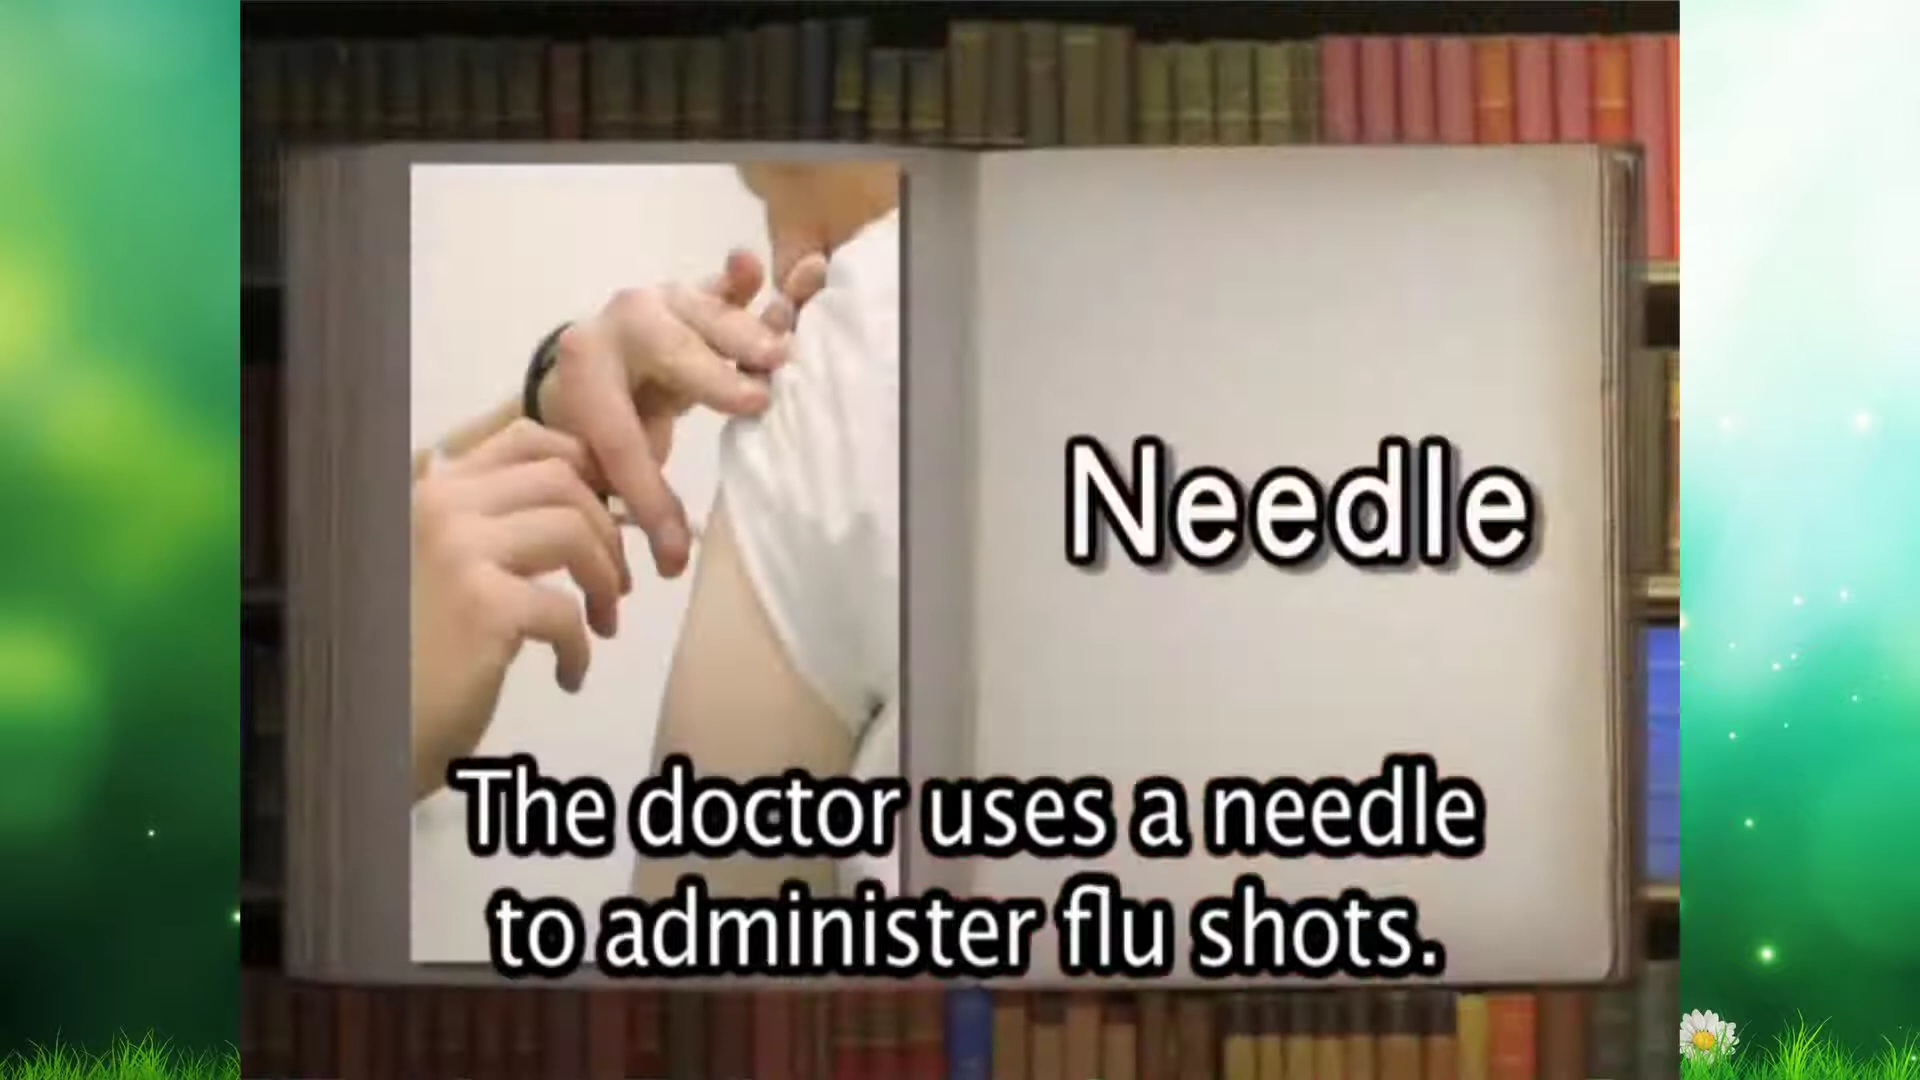 Needle
The doctor uses a needle
to administer flu shots.